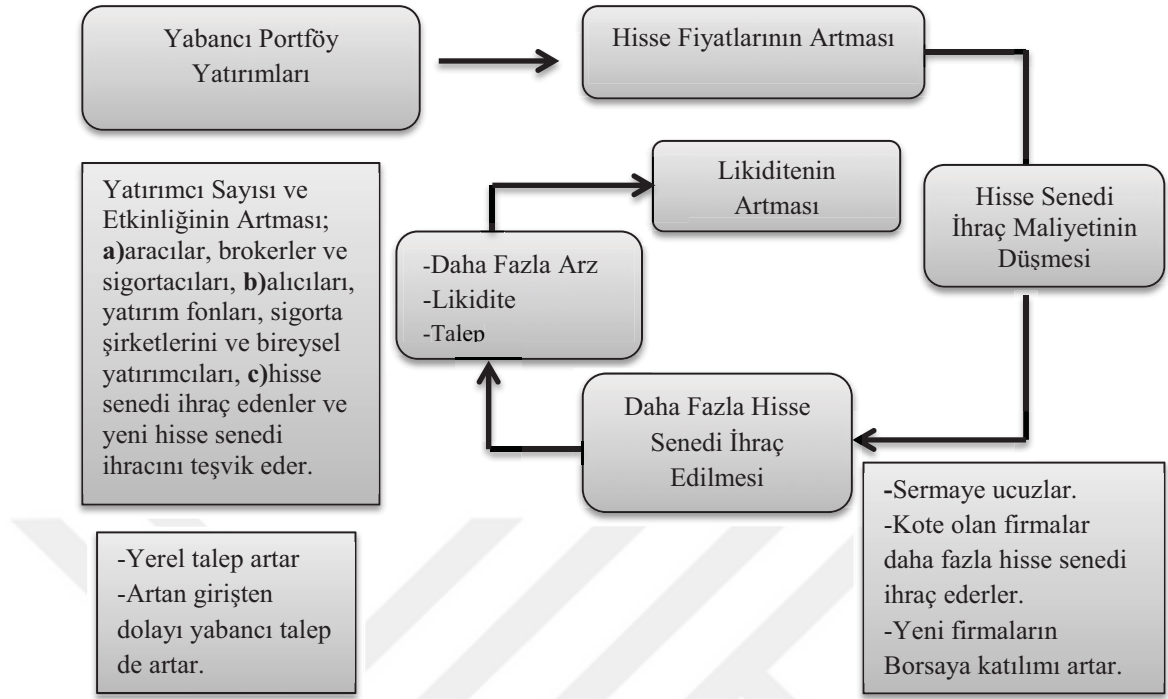 Yabancı Portföy
Yatırımları
Hisse Fiyatlarının Artması
Likiditenin
Artması
Hisse Senedi
İhraç Maliyetinin
Düşmesi
Yatırımcı Sayısı ve
Etkinliğinin Artması;
a)aracılar, brokerler ve
sigortacıları, b)alıcıları,
yatırım fonları, sigorta
şirketlerini ve bireysel
yatırımcıları, c)hisse
senedi ihraç edenler ve
yeni hisse senedi
ihracını teşvik eder.
-Daha Fazla Arz
-Likidite
-Talep
Daha Fazla Hisse
Senedi İhraç
Edilmesi
-Sermaye ucuzlar.
-Kote olan firmalar
daha fazla hisse senedi
ihraç ederler.
-Yeni firmaların
Borsaya katılımı artar.
-Yerel talep artar
-Artan girişten
dolayı yabancı talep
de artar.